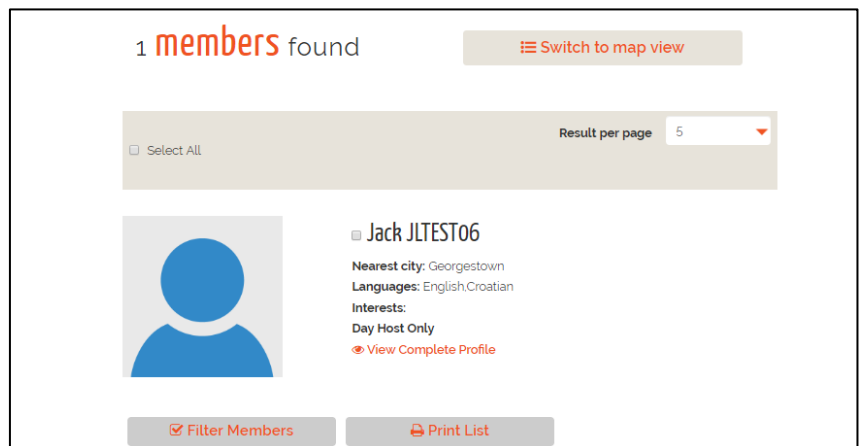 1 members found
Switch to map view
Result per page 5
Select All
Jack JLTEST06
Nearest city: Georgestown
Languages: English,Croatian
Interests:
Day Host Only
View Complete Profile
Filter Members
Print List